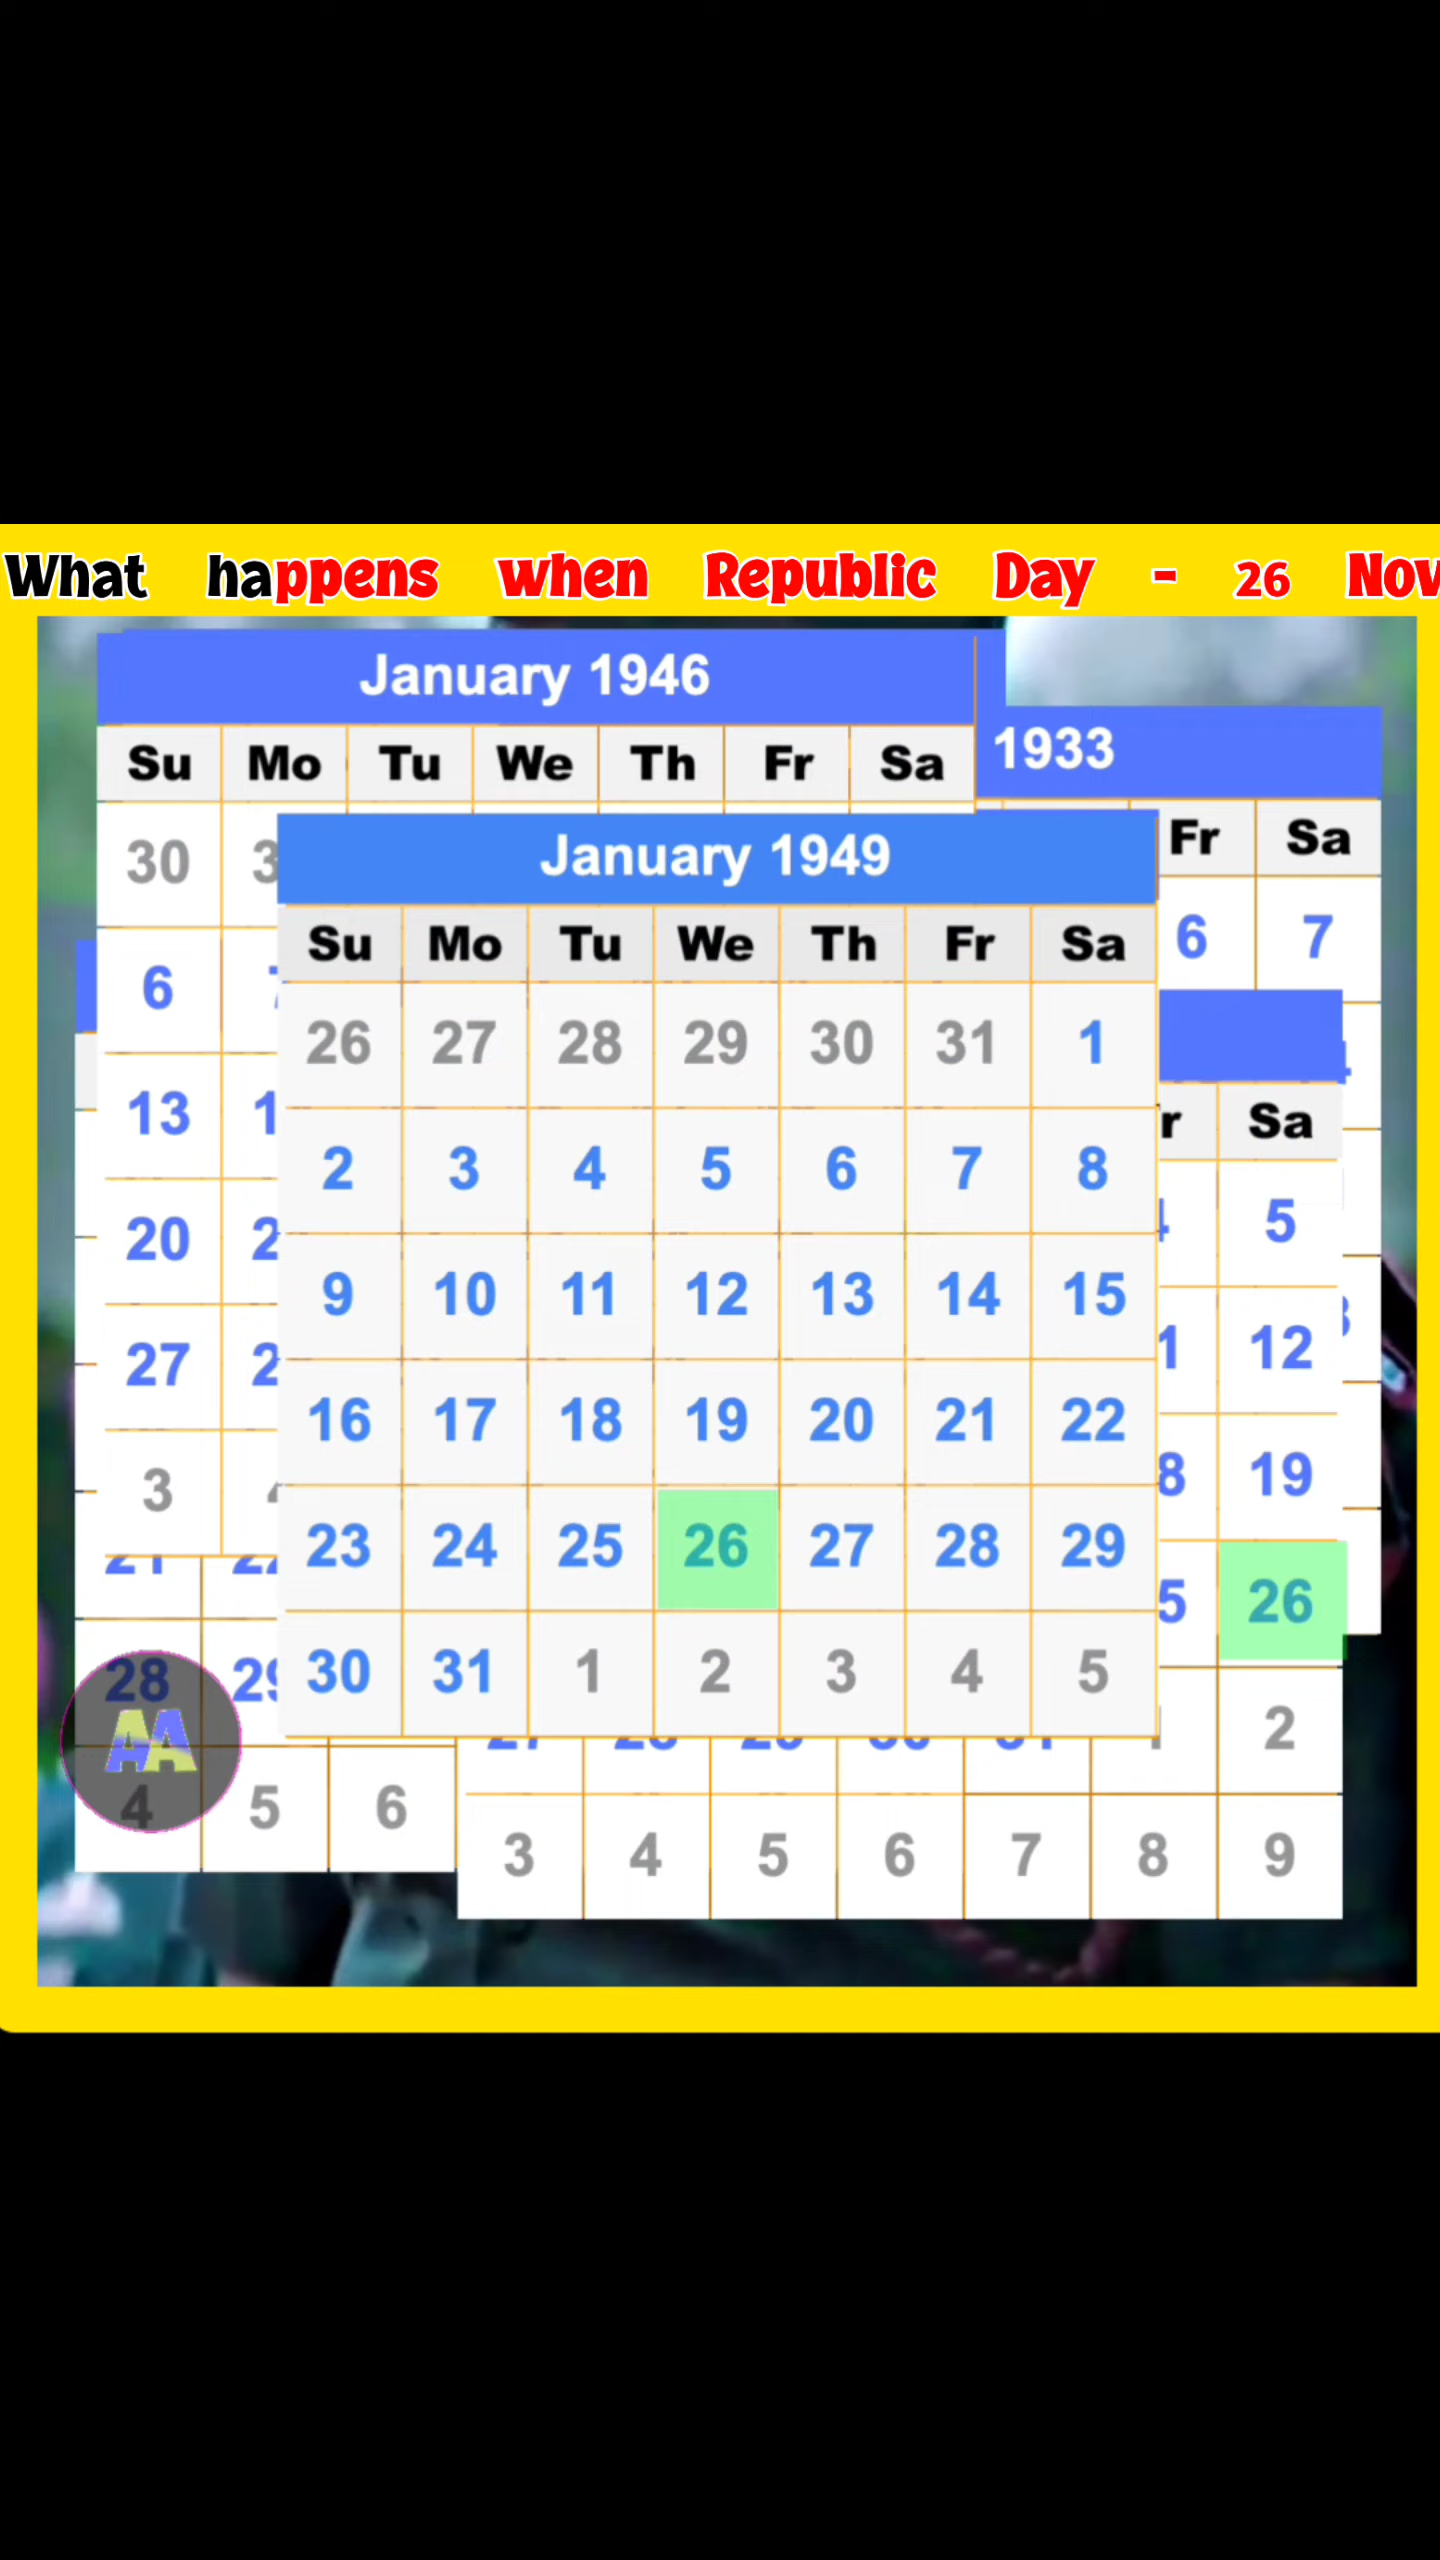 What happens when Republic Day - 26 Nov
January 1946
1933
Su Mo Tu We Th Fr Sa
Fr Sa
30
6 7
January 1949
Su Mo Tu We Th Fr Sa
6
26 27 28 29 30 31 1
13
2 3 4 5 6 7 8
Sa
20
9 10 11 12 13 14 15
5
27
16 17 18 19 20 21 22
12
3
23 24 25 26 27 28 29
19
30 31 1 2 3 4 5
26
28
AA
2
4 5 6
3 4 5 6 7 8 9